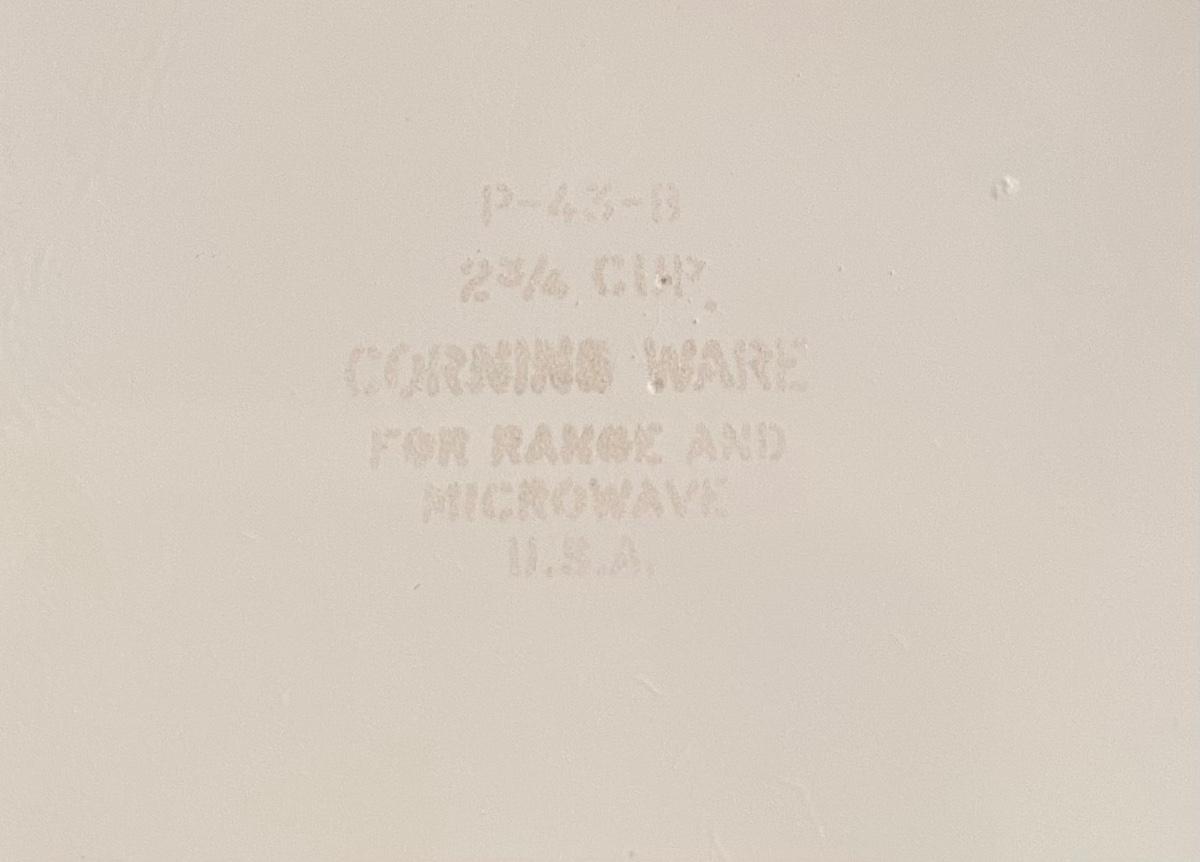 P-43-B
2¾ CUP.
CORNING WARE
FOR RANGE AND
MICROWAVE
U.S.A.